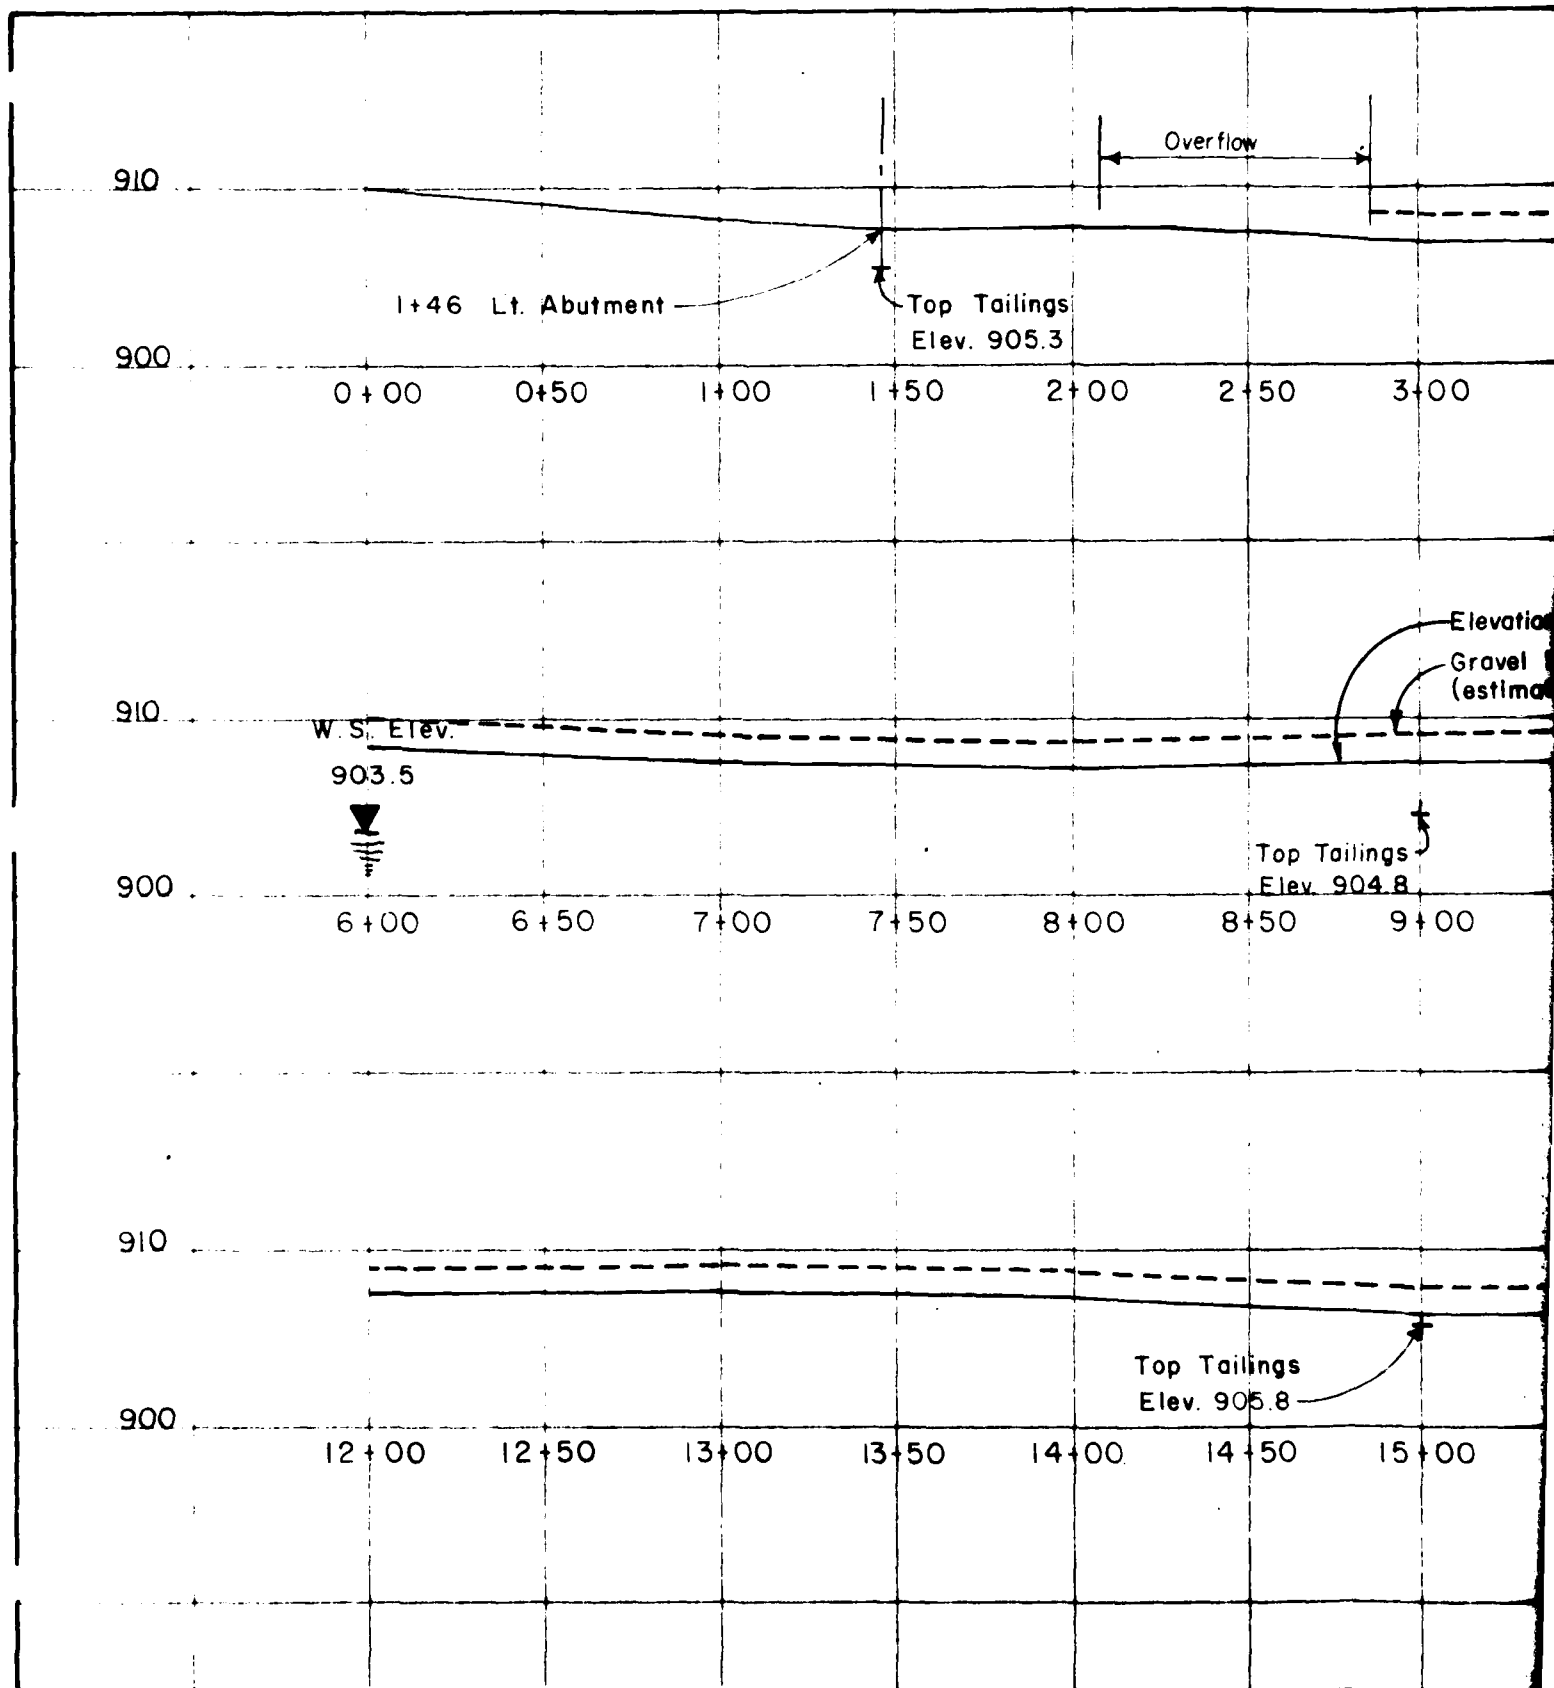 Overflow
910
1+46 Lt. Abutment
Top Tailings
Elev. 905.3
900
0+00 0+50 1+00 1+50 2+00 2+50 3+00
Gravel
910
W. S. Elev.
903.5
Top Tailings
Elev. 904.8
900
6+00 6+50 7+00 7+50 8+00 8+50 9+00
910
Top Tailings
Elev. 905.8
900
12+00 12+50 13+00 13+50 14+00 14+50 15+00